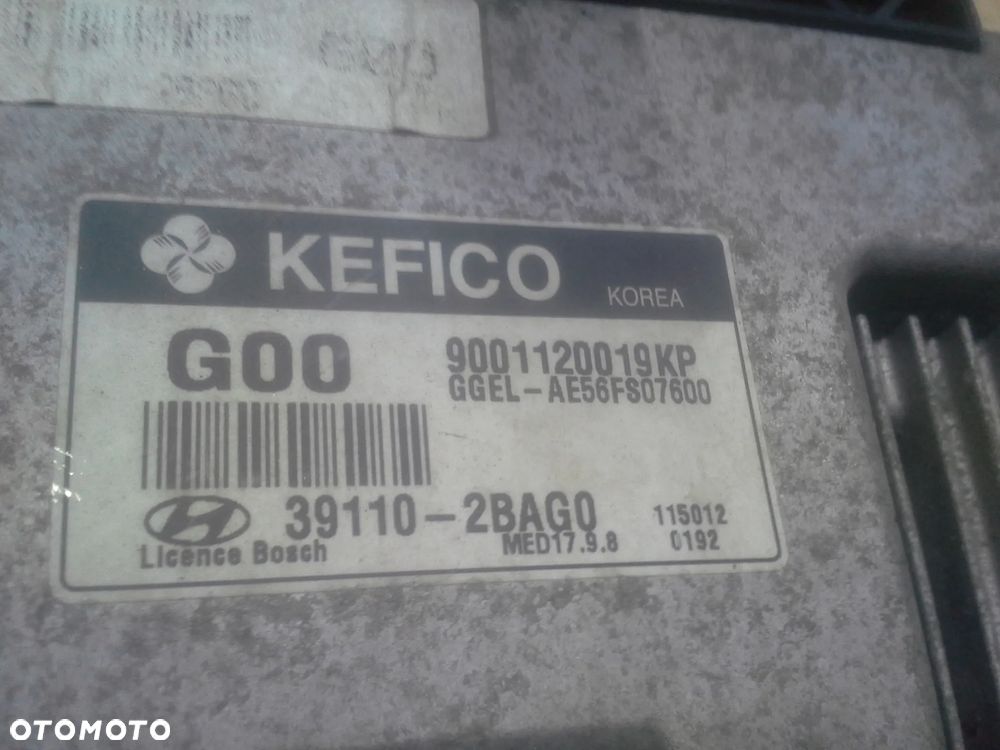 KEFICO
KOREA
G00
9001120019KP
GGEL-AE56FS07600
39110-2BAG0
115012
Licence Bosch
MED17.9.8
0192
OTOMOTO